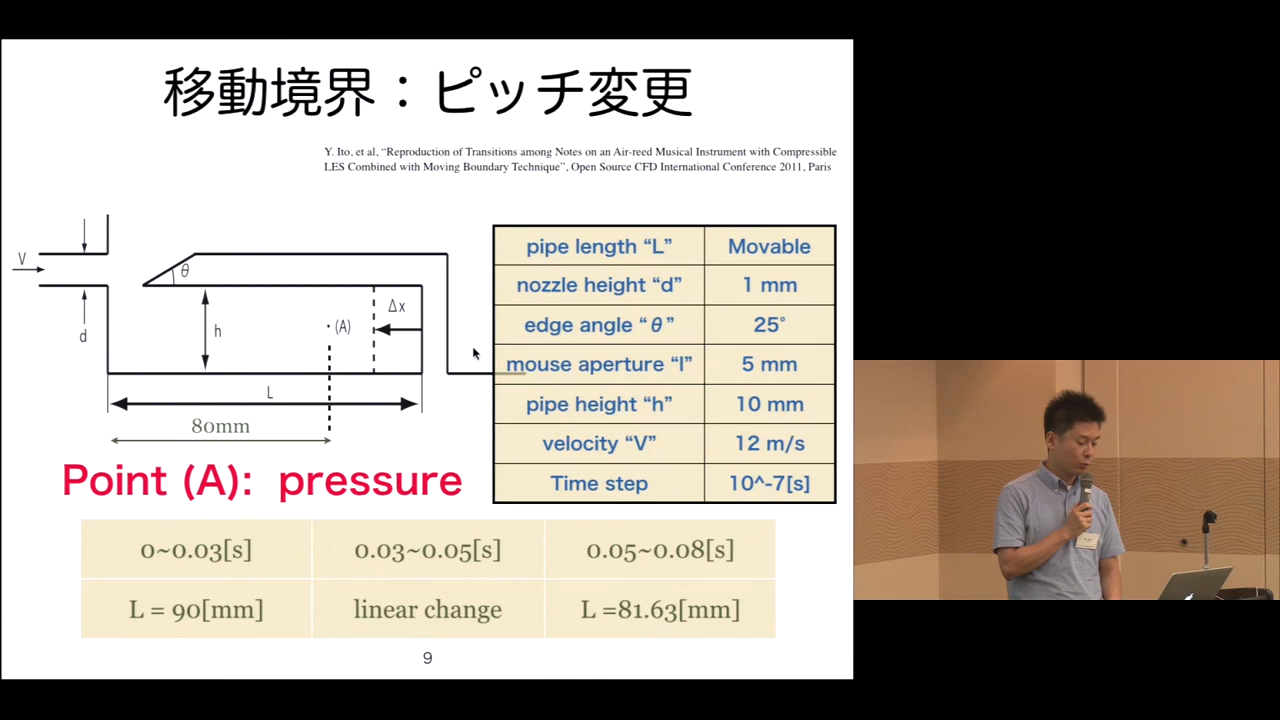 移動境界：ピッチ変更
Y. Ito, et al, “Reproduction of Transitions among Notes on an Air-reed Musical Instrument with Compressible
LES Combined with Moving Boundary Technique”, Open Source CFD International Conference 2011, Paris
V
θ
d
h
・(A)
Δx
L
80mm
pipe length “L” Movable
nozzle height “d” 1 mm
edge angle “θ” 25°
mouse aperture “l” 5 mm
pipe height “h” 10 mm
velocity “V” 12 m/s
Time step 10^-7[s]
Point (A): pressure
0~0.03[s] 0.03~0.05[s] 0.05~0.08[s]
L = 90[mm] linear change L =81.63[mm]
9